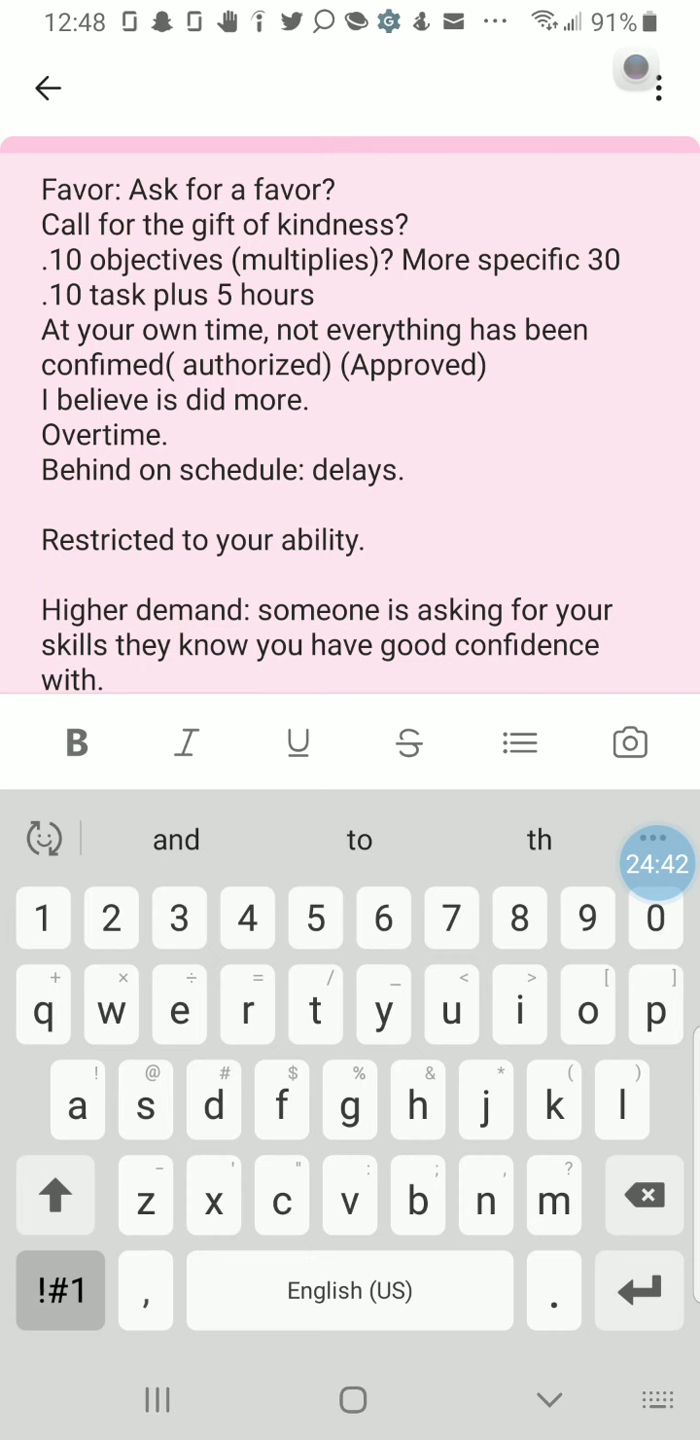 12:48 91%
Favor: Ask for a favor?
Call for the gift of kindness?
.10 objectives (multiplies)? More specific 30
.10 task plus 5 hours
At your own time, not everything has been
confimed( authorized) (Approved)
I believe is did more.
Overtime.
Behind on schedule: delays.
Restricted to your ability.
Higher demand: someone is asking for your
skills they know you have good confidence
with.
B I U S
and to th
24:42
1 2 3 4 5 6 7 8 9 0
+ × ÷ = / _ < > [ ]
q w e r t y u i o p
! @ # $ % & * ( )
a s d f g h j k l
- ' " : ; , ?
z x c v b n m
!#1 , English (US) .